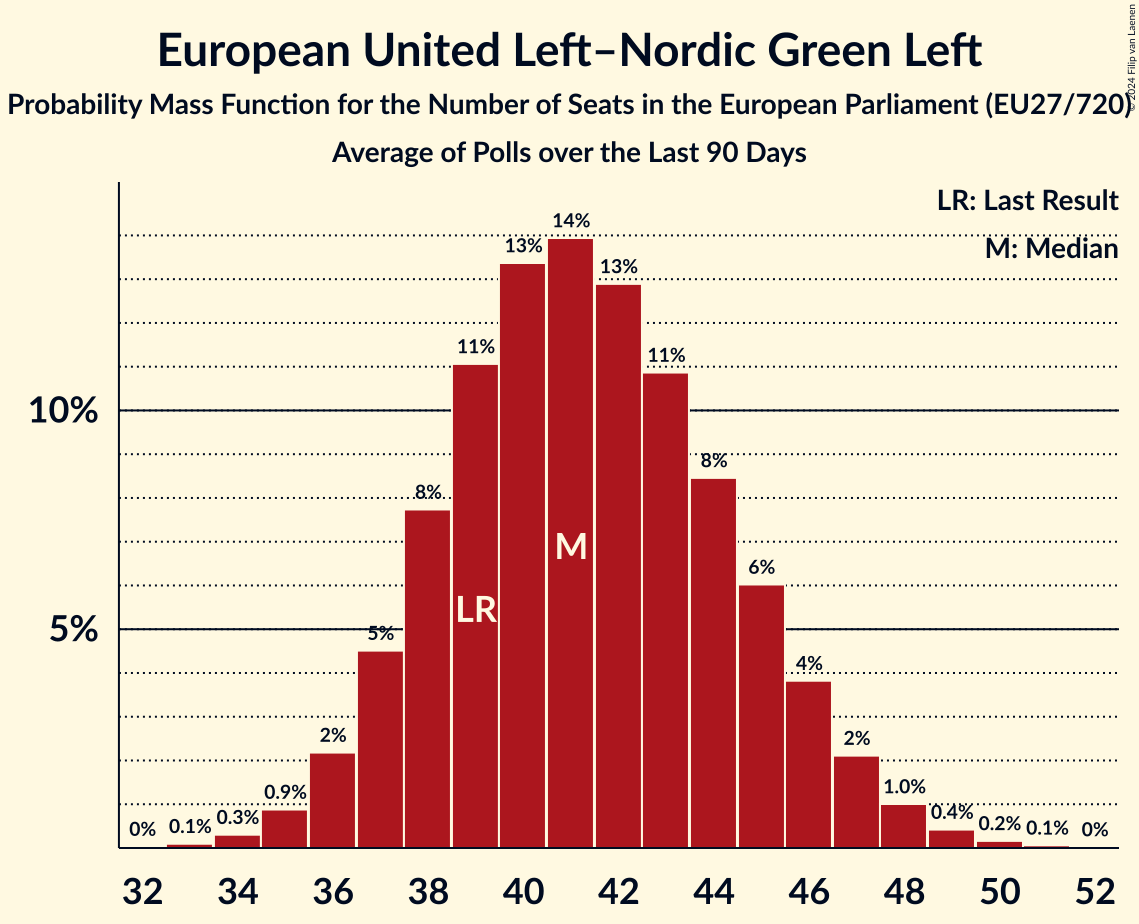 European United Left–Nordic Green Left
Probability Mass Function for the Number of Seats in the European Parliament (EU27/720)
Average of Polls over the Last 90 Days
© 2024 Filip van Laenen
LR: Last Result
M: Median
10%
5%
0%
0.1%
0.3%
0.9%
2%
5%
8%
11%
13%
14%
13%
11%
8%
6%
4%
2%
1.0%
0.4%
0.2%
0.1%
0%
LR
M
32 34 36 38 40 42 44 46 48 50 52